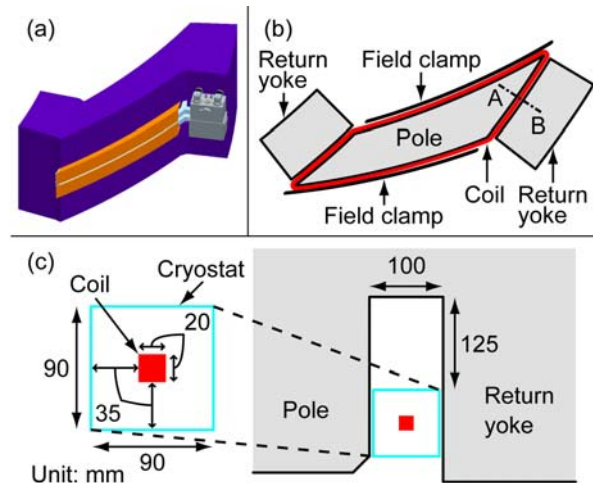 (a)
(b)
Return
yoke
Field clamp
A
B
Pole
Coil
Return
yoke
Field clamp
(c)
Cryostat
Coil
20
90
35
90
Unit: mm
100
125
Pole
Return
yoke